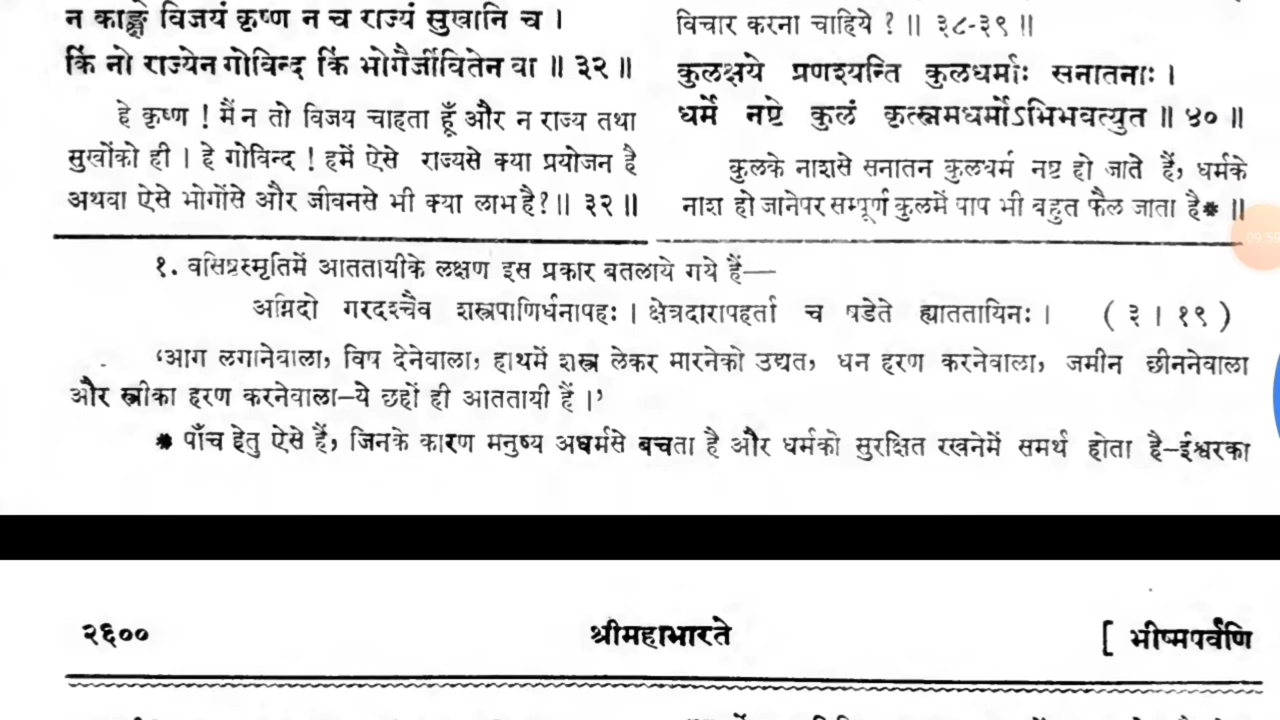 न काङ्क्षे विजयं कृष्ण न च राज्यं सुखानि च ।
किं नो राज्येन गोविन्द किं भोगैर्जीवितेन वा ॥ ३२ ॥
हे कृष्ण ! मैं न तो विजय चाहता हूँ और न राज्य तथा
सुखोंको ही । हे गोविन्द ! हमें ऐसे राज्यसे क्या प्रयोजन है
अथवा ऐसे भोगोंसे और जीवनसे भी क्या लाभ है? ॥ ३२ ॥
विचार करना चाहिये ? ॥ ३८-३९ ॥
कुलक्षये प्रणश्यन्ति कुलधर्माः सनातनाः ।
धर्मे नष्टे कुलं कृत्स्नमधर्मोऽभिभवत्युत ॥ ४० ॥
कुलके नाशसे सनातन कुलधर्म नष्ट हो जाते हैं, धर्मके
नाश हो जानेपर सम्पूर्ण कुलमें पाप भी बहुत फैल जाता है* ॥
१. वसिष्ठस्मृतिमें आततायीके लक्षण इस प्रकार बतलाये गये हैं—
अग्निदो गरदश्चैव शस्त्रपाणिर्धनापहः । क्षेत्रदारापहर्ता च षडेते ह्याततायिनः । ( ३ । १९ )
‘आग लगानेवाला, विष देनेवाला, हाथमें शस्त्र लेकर मारनेको उद्यत, धन हरण करनेवाला, जमीन छीननेवाला
और स्त्रीका हरण करनेवाला—ये छहों ही आततायी हैं ।’
* पाँच हेतु ऐसे हैं, जिनके कारण मनुष्य अधर्मसे बचता है और धर्मको सुरक्षित रखनेमें समर्थ होता है—ईश्वरका
09:59
२६०० श्रीमहाभारते [ भीष्मपर्वणि